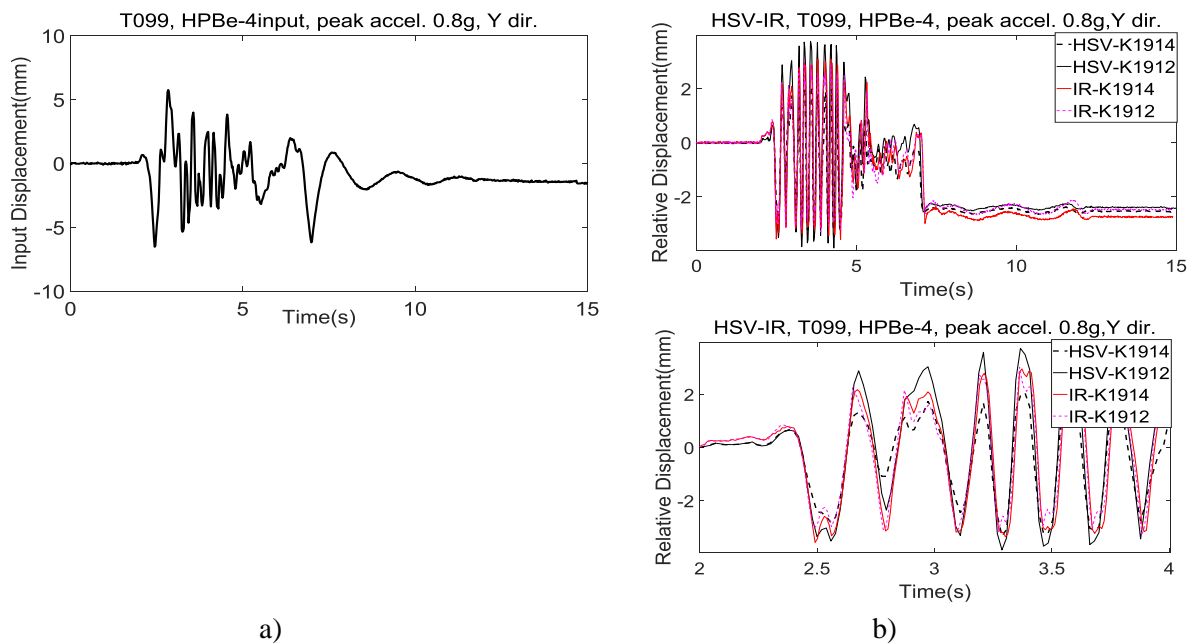 T099, HPBe-4input, peak accel. 0.8g, Y dir.
10
5
0
-5
-10
Input Displacement(mm)
0
5
10
15
Time(s)
HSV-IR, T099, HPBe-4, peak accel. 0.8g,Y dir.
HSV-K1914
HSV-K1912
IR-K1914
IR-K1912
2
0
-2
Relative Displacement(mm)
0
5
10
15
Time(s)
HSV-IR, T099, HPBe-4, peak accel. 0.8g,Y dir.
HSV-K1914
HSV-K1912
IR-K1914
IR-K1912
2
0
-2
Relative Displacement(mm)
2
2.5
3
3.5
4
Time(s)
a)
b)